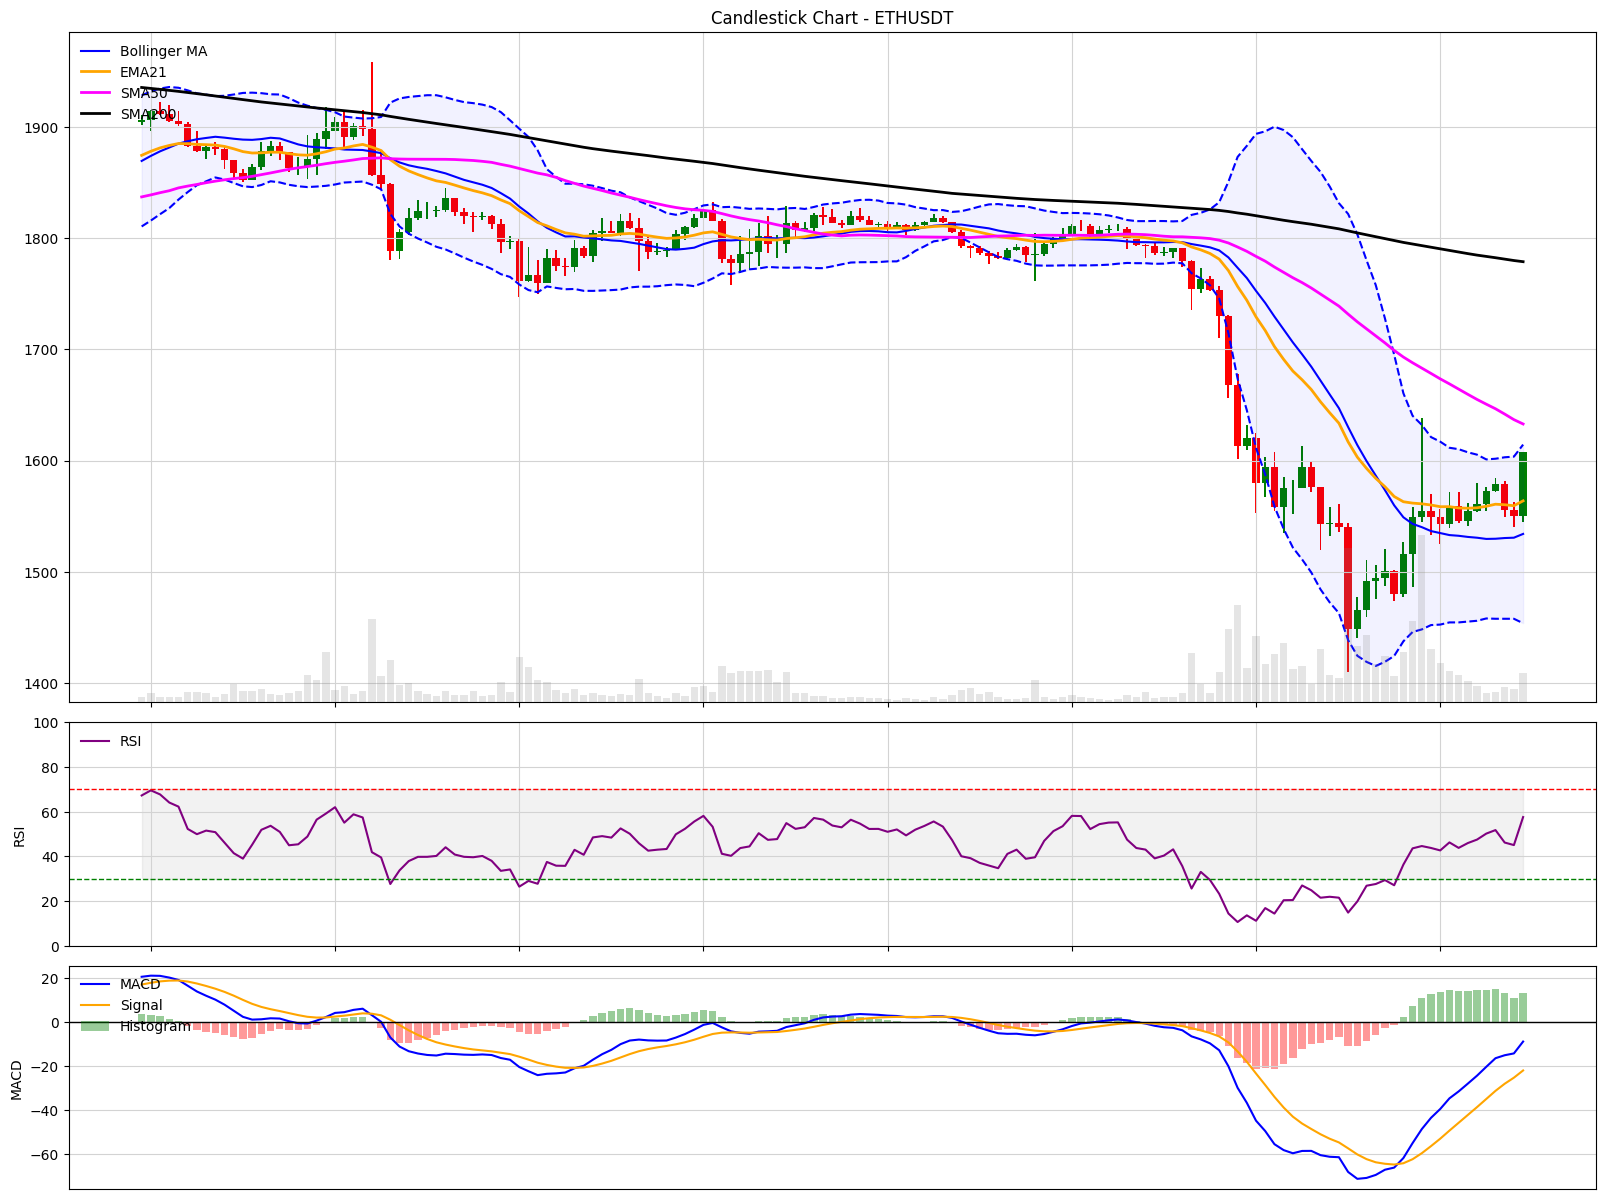 Candlestick Chart - ETHUSDT
Bollinger MA
EMA21
SMA50
SMA200
1900
1800
1700
1600
1500
1400
100
80
60
40
20
0
RSI
RSI
20
0
−20
−40
−60
MACD
MACD
Signal
Histogram